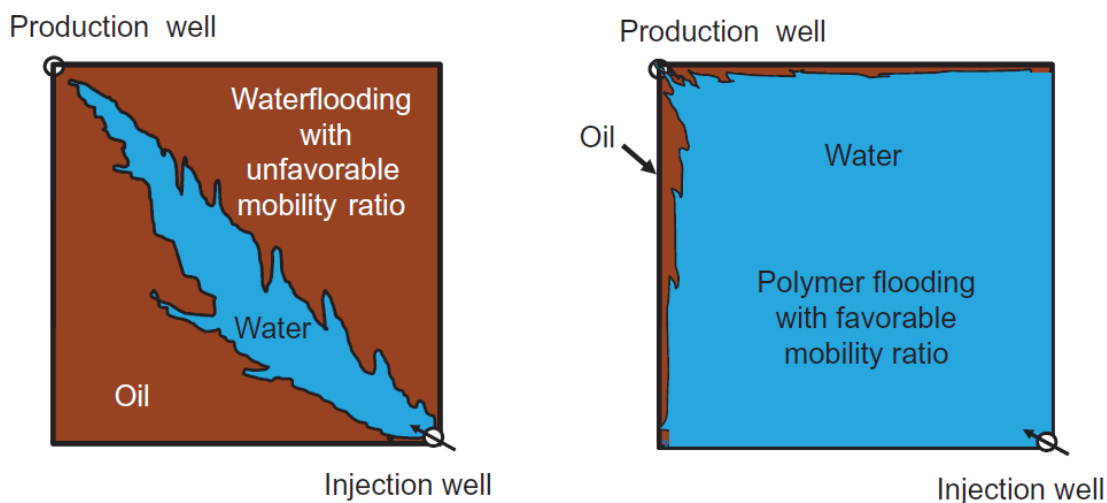 Production well
Waterflooding
with
unfavorable
mobility ratio
Water
Oil
Injection well
Production well
Oil
Water
Polymer flooding
with favorable
mobility ratio
Injection well